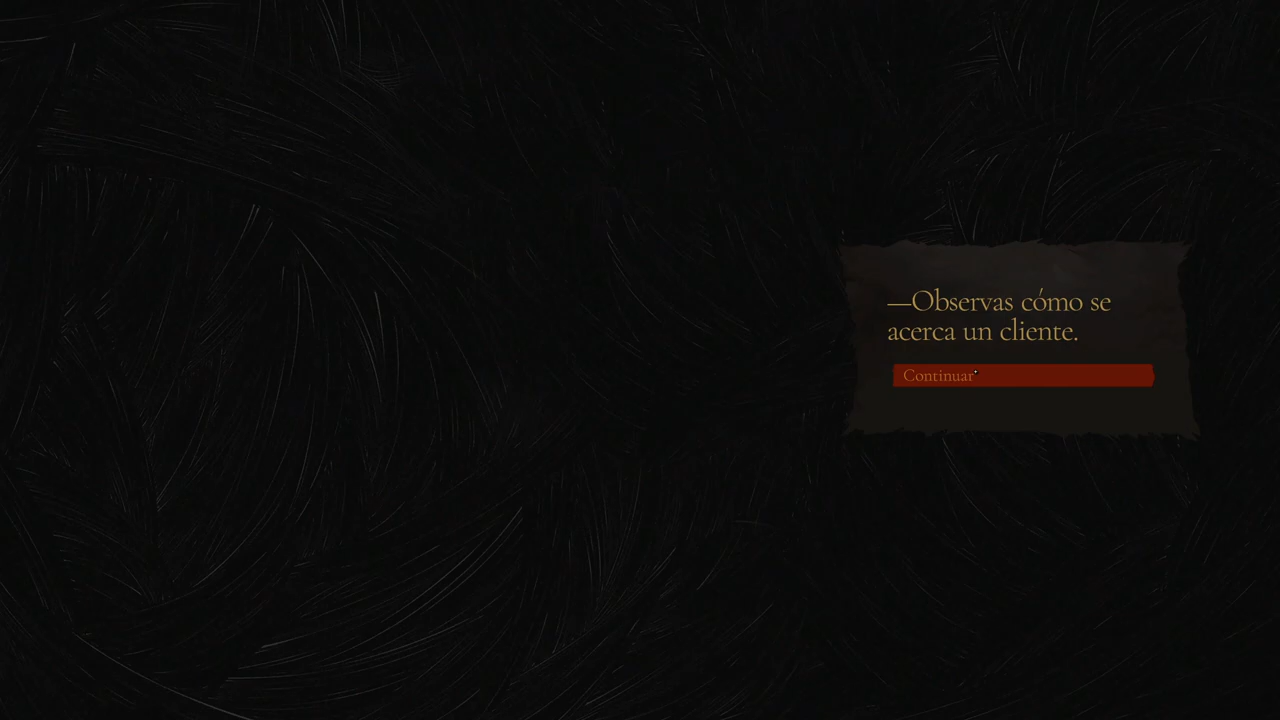 —Observas cómo se
acerca un cliente.
Continuar